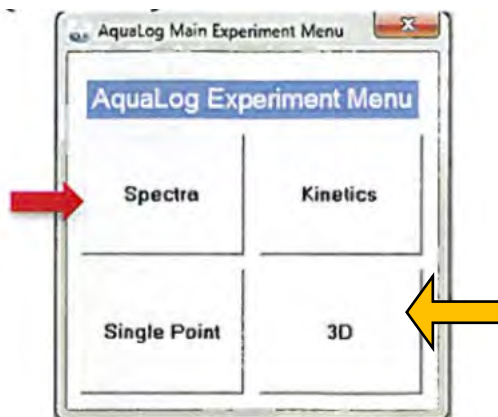 AquaLog Main Experiment Menu
AquaLog Experiment Menu
Spectra Kinetics
Single Point 3D